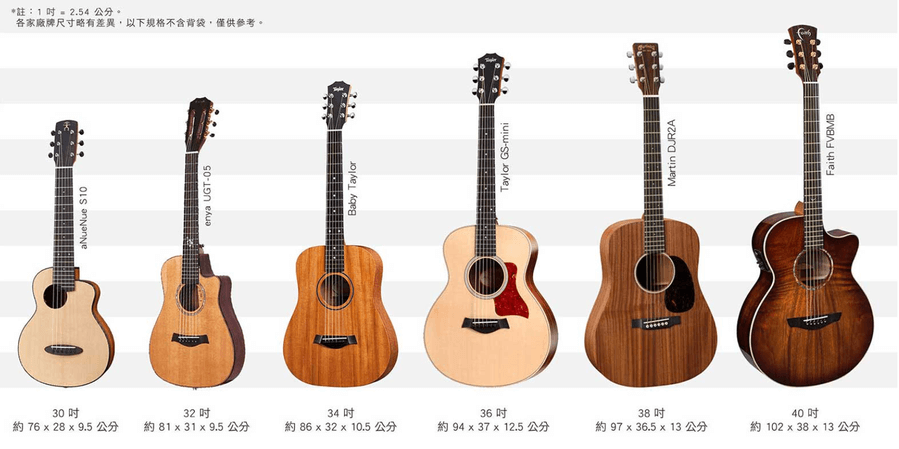 *註：1 吋 = 2.54 公分。
各家廠牌尺寸略有差異，以下規格不含背袋，僅供參考。
aNueNue S10
enya UGT-05
Baby Taylor
Taylor GS-mini
Martin DJR2A
Faith FVBMB
Taylor
Taylor
Faith
30 吋
約 76 x 28 x 9.5 公分
32 吋
約 81 x 31 x 9.5 公分
34 吋
約 86 x 32 x 10.5 公分
36 吋
約 94 x 37 x 12.5 公分
38 吋
約 97 x 36.5 x 13 公分
40 吋
約 102 x 38 x 13 公分